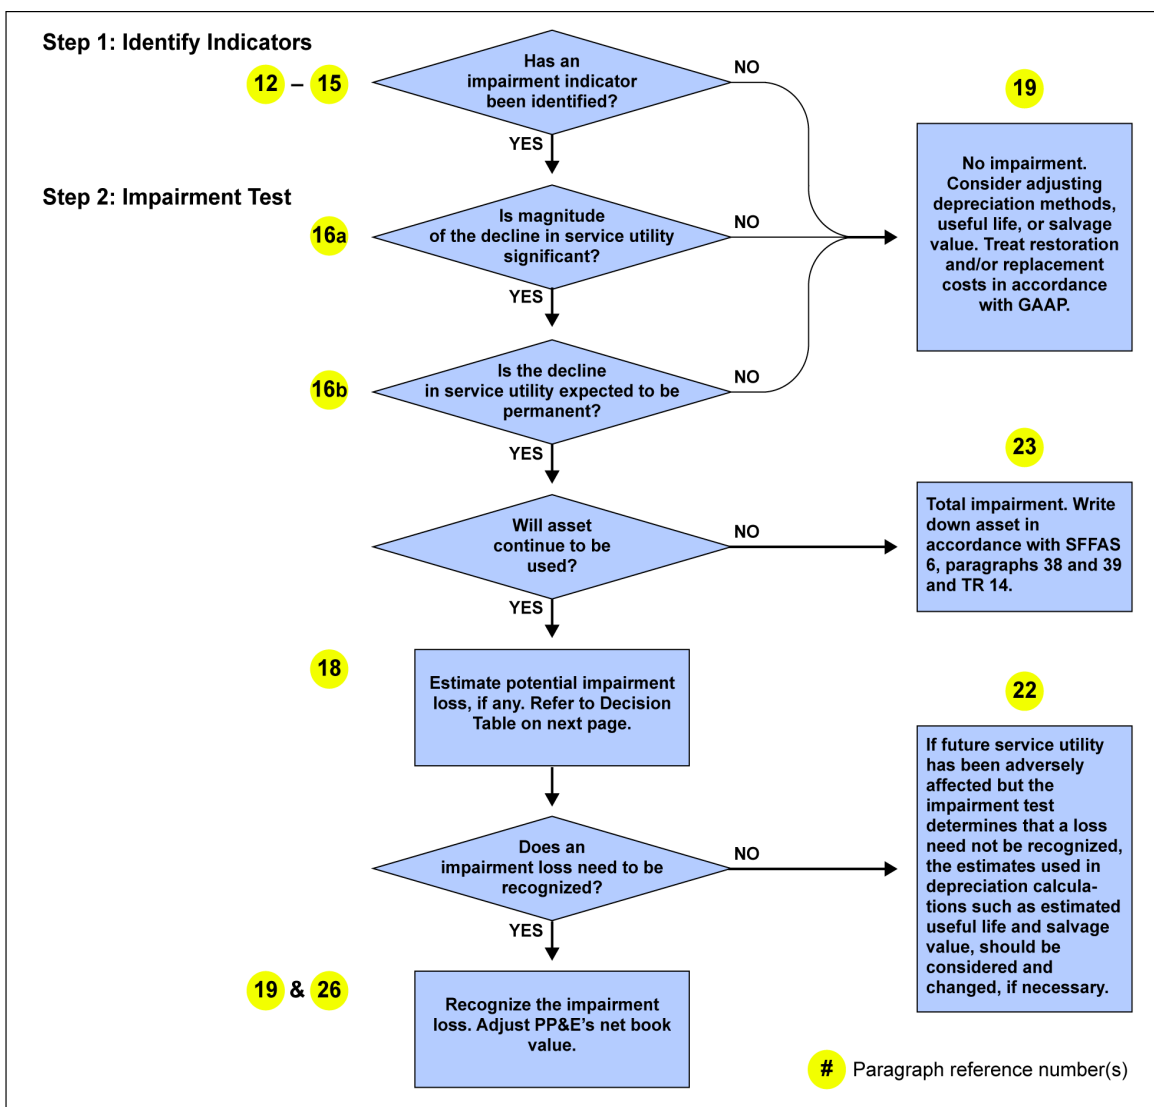 Step 1: Identify Indicators
12 – 15
Has an
impairment indicator
been identified?
NO
YES
19
No impairment.
Consider adjusting
depreciation methods,
useful life, or salvage
value. Treat restoration
and/or replacement
costs in accordance
with GAAP.
Step 2: Impairment Test
16a
Is magnitude
of the decline in service utility
significant?
NO
YES
16b
Is the decline
in service utility expected to be
permanent?
NO
YES
Will asset
continue to be
used?
NO
YES
23
Total impairment. Write
down asset in
accordance with SFFAS
6, paragraphs 38 and 39
and TR 14.
18
Estimate potential impairment
loss, if any. Refer to Decision
Table on next page.
Does an
impairment loss need to be
recognized?
NO
YES
22
If future service utility
has been adversely
affected but the
impairment test
determines that a loss
need not be recognized,
the estimates used in
depreciation calcula-
tions such as estimated
useful life and salvage
value, should be
considered and
changed, if necessary.
19 & 26
Recognize the impairment
loss. Adjust PP&E’s net book
value.
# Paragraph reference number(s)